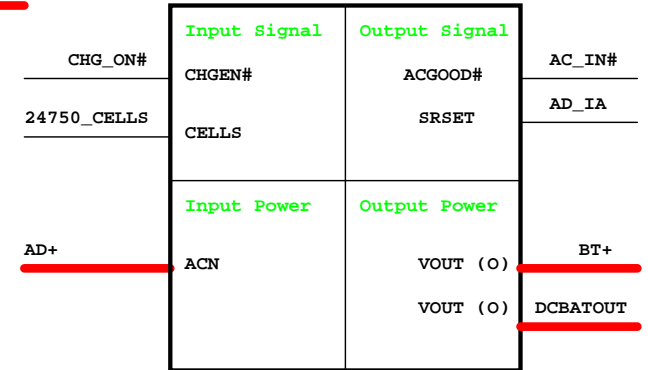 Input Signal Output Signal
CHG_ON# CHGEN# ACGOOD# AC_IN#
24750_CELLS CELLS SRSET AD_IA
Input Power Output Power
AD+ ACN VOUT (O) BT+
VOUT (O) DCBATOUT